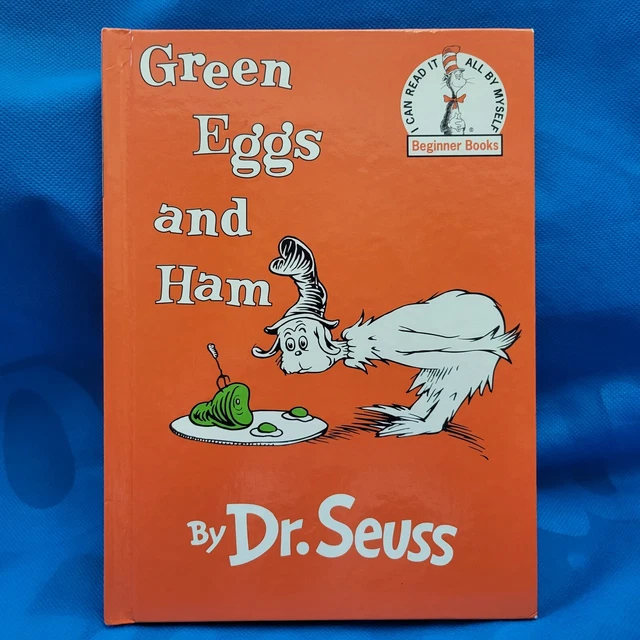 Green
Eggs
and
Ham
I CAN READ IT ALL BY MYSELF
®
Beginner Books
By Dr. Seuss